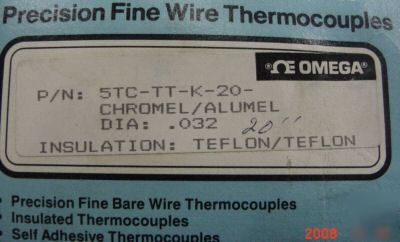 Precision Fine Wire Thermocouples
OMEGA®
P/N: 5TC-TT-K-20-
CHROMEL/ALUMEL
DIA: .032 20"
INSULATION: TEFLON/TEFLON
• Precision Fine Bare Wire Thermocouples
• Insulated Thermocouples
• Self Adhesive Thermocouples
2008